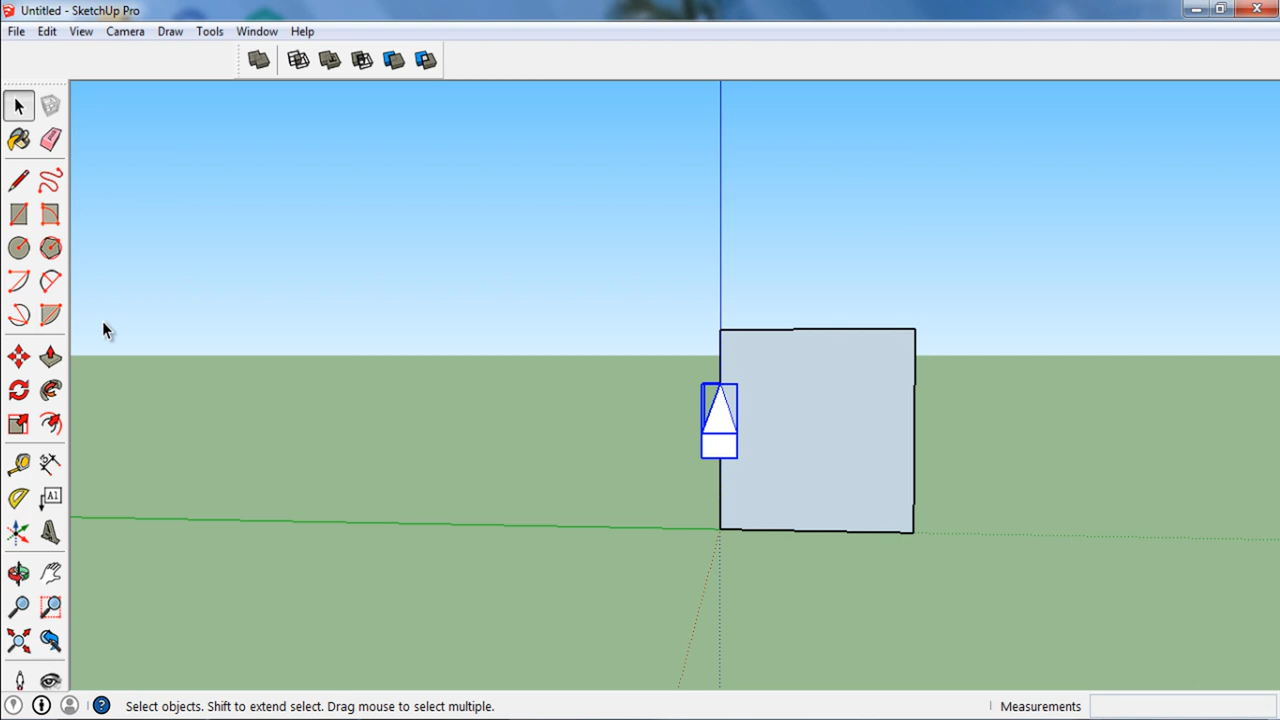 Untitled - SketchUp Pro
File Edit View Camera Draw Tools Window Help
A1
Select objects. Shift to extend select. Drag mouse to select multiple.
Measurements